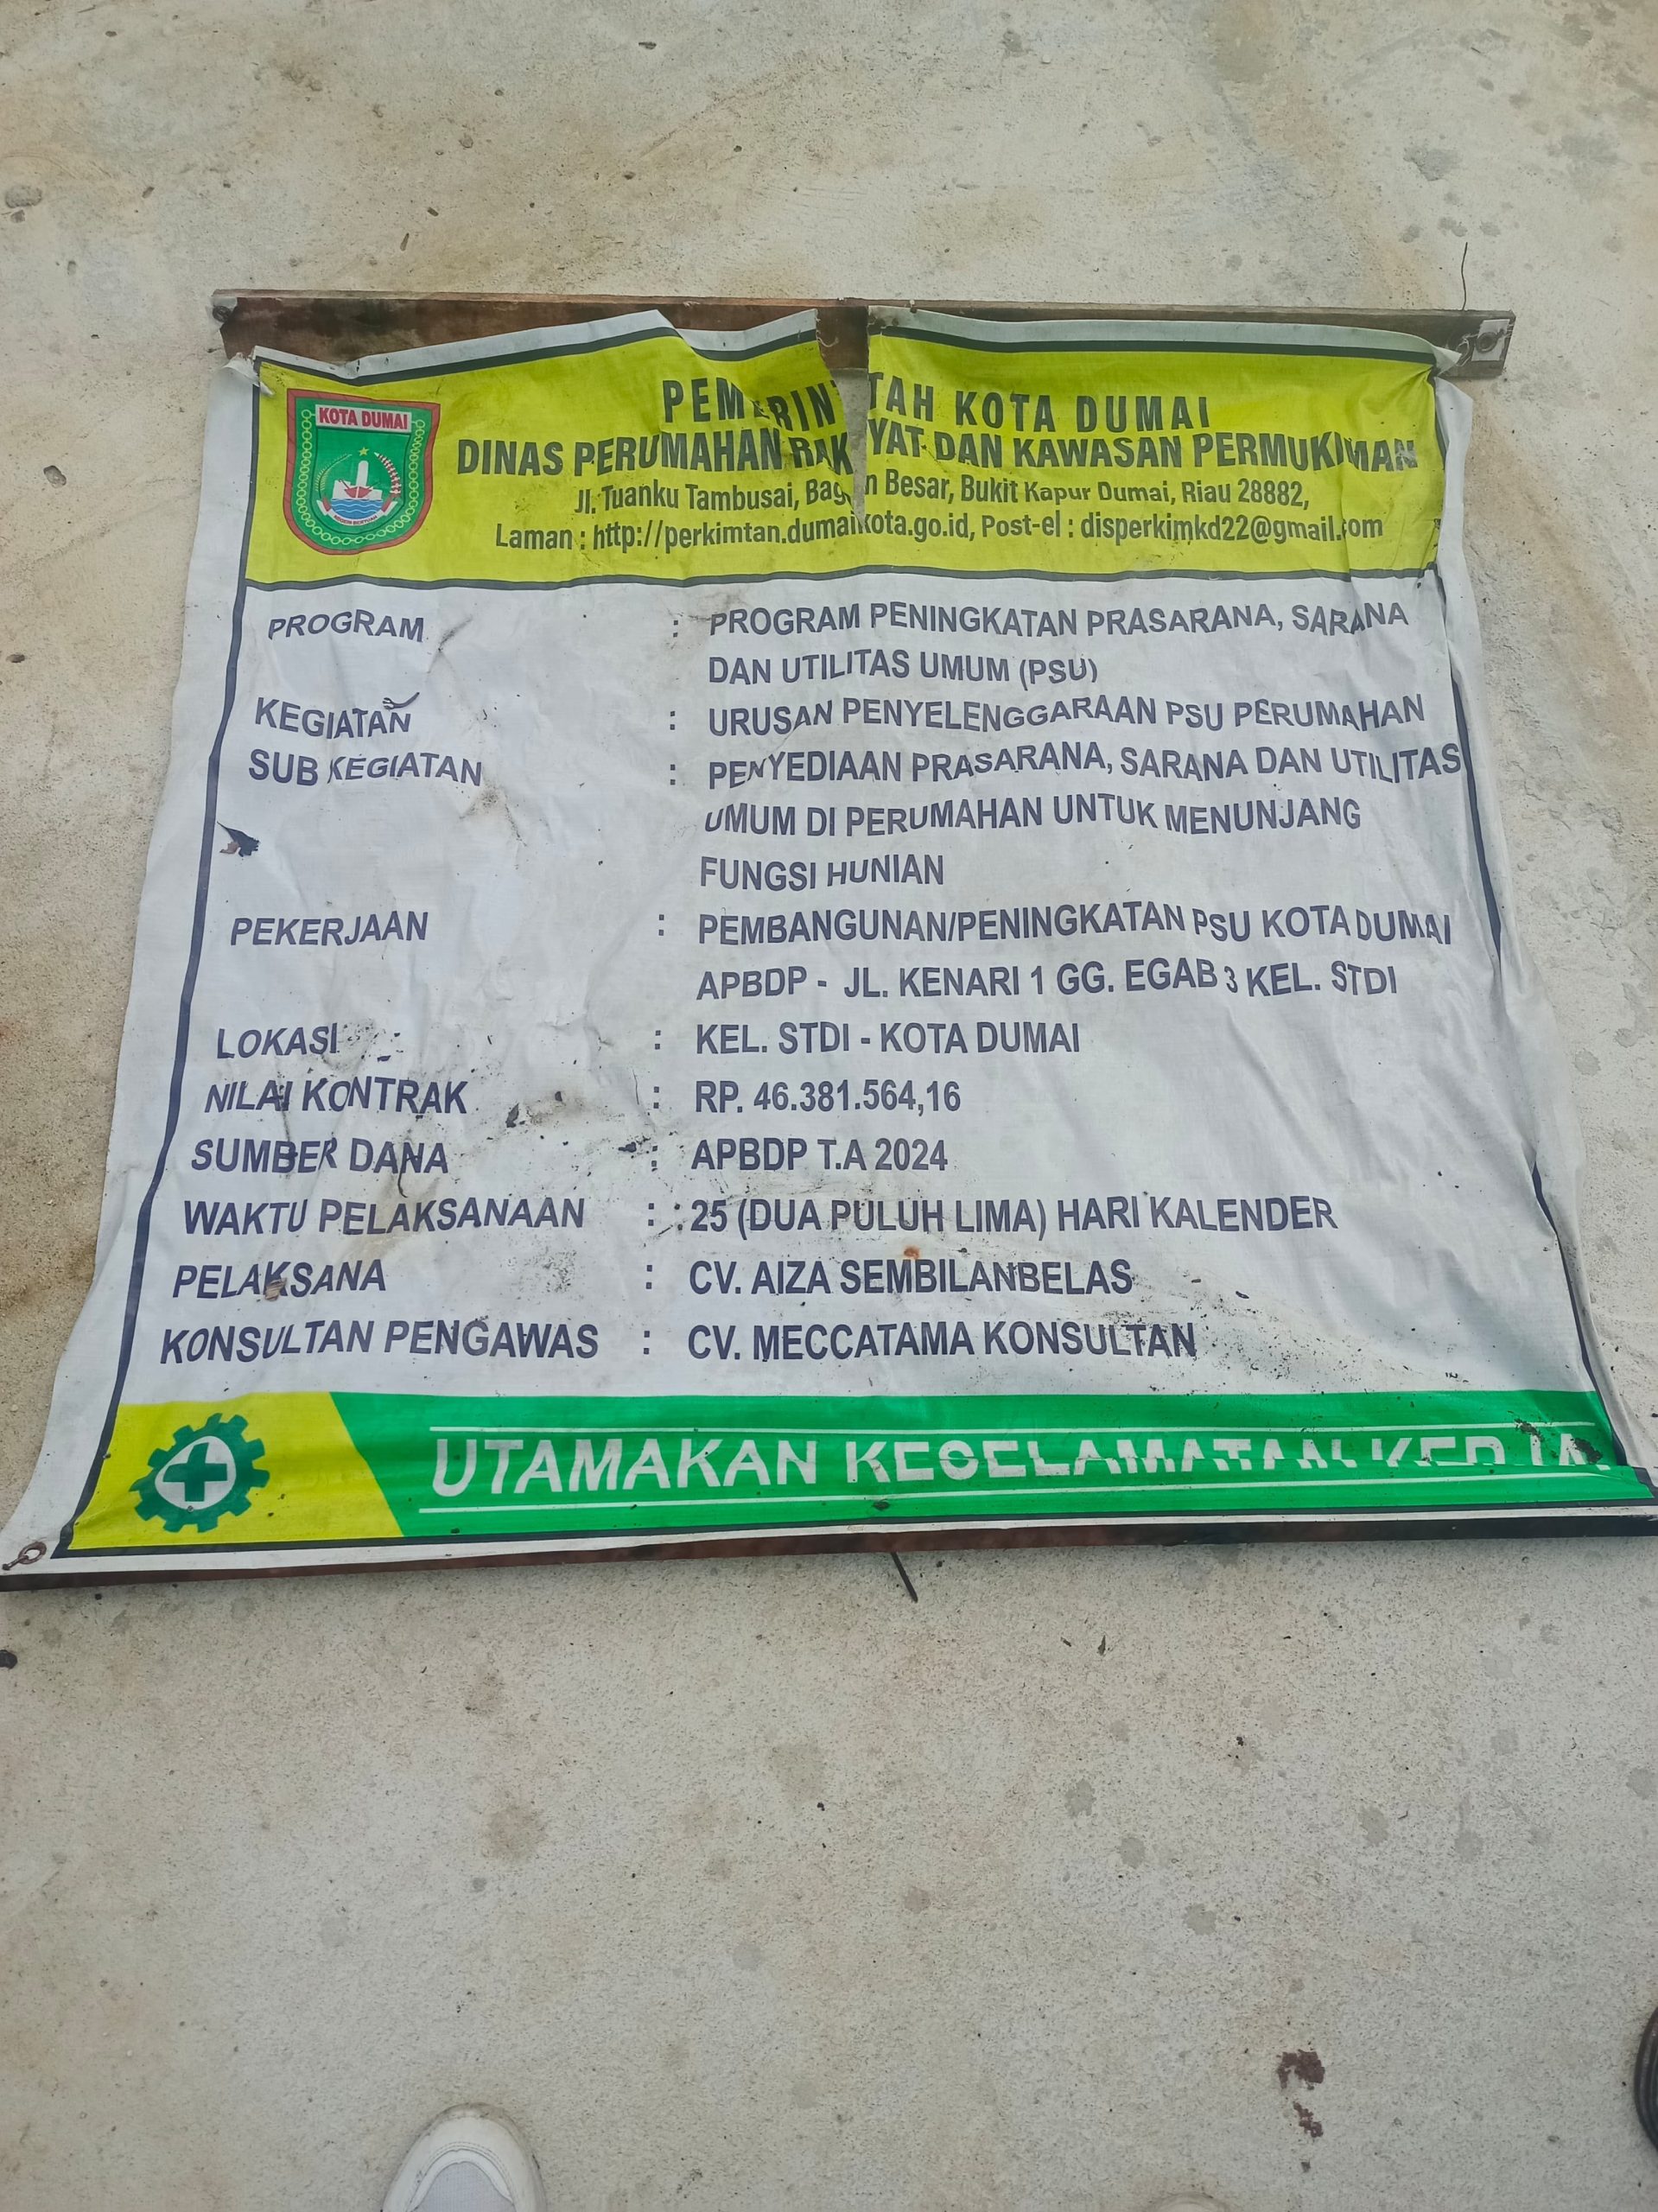 KOTA DUMAI
PEMERINTAH KOTA DUMAI
DINAS PERUMAHAN RAKYAT DAN KAWASAN PERMUKIMAN
Jl. Tuanku Tambusai, Bagan Besar, Bukit Kapur Dumai, Riau 28882,
Laman : http://perkimtan.dumaikota.go.id, Post-el : disperkimkd22@gmail.com
PROGRAM : PROGRAM PENINGKATAN PRASARANA, SARANA
DAN UTILITAS UMUM (PSU)
KEGIATAN : URUSAN PENYELENGGARAAN PSU PERUMAHAN
SUB KEGIATAN : PENYEDIAAN PRASARANA, SARANA DAN UTILITAS
UMUM DI PERUMAHAN UNTUK MENUNJANG
FUNGSI HUNIAN
PEKERJAAN : PEMBANGUNAN/PENINGKATAN PSU KOTA DUMAI
APBDP - JL. KENARI 1 GG. EGAB 3 KEL. STDI
LOKASI : KEL. STDI - KOTA DUMAI
NILAI KONTRAK : RP. 46.381.564,16
SUMBER DANA : APBDP T.A 2024
WAKTU PELAKSANAAN : 25 (DUA PULUH LIMA) HARI KALENDER
PELAKSANA : CV. AIZA SEMBILANBELAS
KONSULTAN PENGAWAS : CV. MECCATAMA KONSULTAN
UTAMAKAN KESELAMATAN KERJA